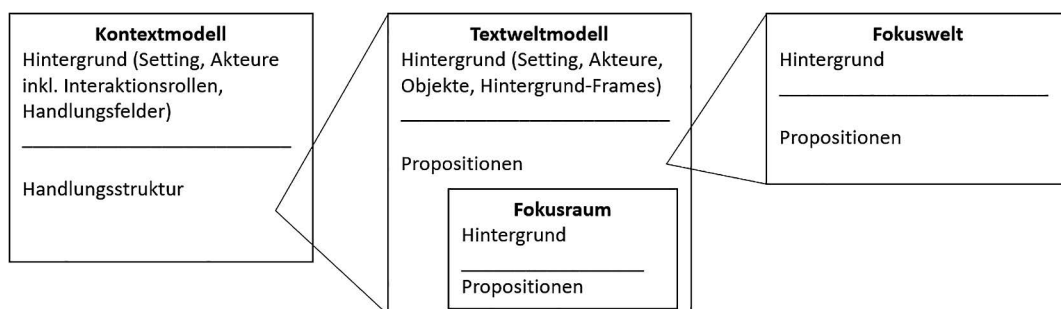 Kontextmodell
Hintergrund (Setting, Akteure
inkl. Interaktionsrollen,
Handlungsfelder)
Handlungsstruktur
Textweltmodell
Hintergrund (Setting, Akteure,
Objekte, Hintergrund-Frames)
Propositionen
Fokusraum
Hintergrund
Propositionen
Fokuswelt
Hintergrund
Propositionen